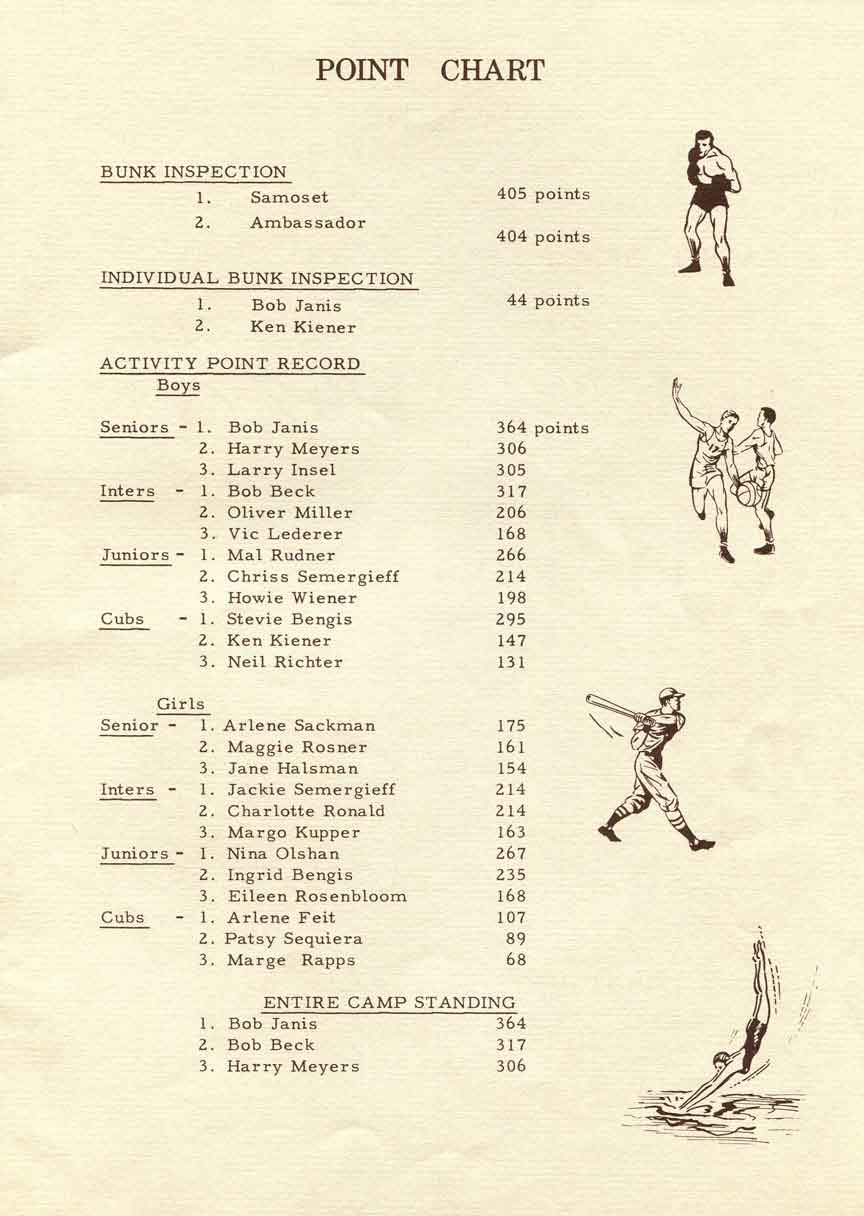 POINT CHART
BUNK INSPECTION
1. Samoset 405 points
2. Ambassador 404 points
INDIVIDUAL BUNK INSPECTION
1. Bob Janis 44 points
2. Ken Kiener
ACTIVITY POINT RECORD
Boys
Seniors - 1. Bob Janis 364 points
2. Harry Meyers 306
3. Larry Insel 305
Inters - 1. Bob Beck 317
2. Oliver Miller 206
3. Vic Lederer 168
Juniors - 1. Mal Rudner 266
2. Chriss Semergieff 214
3. Howie Wiener 198
Cubs - 1. Stevie Bengis 295
2. Ken Kiener 147
3. Neil Richter 131
Girls
Senior - 1. Arlene Sackman 175
2. Maggie Rosner 161
3. Jane Halsman 154
Inters - 1. Jackie Semergieff 214
2. Charlotte Ronald 214
3. Margo Kupper 163
Juniors - 1. Nina Olshan 267
2. Ingrid Bengis 235
3. Eileen Rosenbloom 168
Cubs - 1. Arlene Feit 107
2. Patsy Sequiera 89
3. Marge Rapps 68
ENTIRE CAMP STANDING
1. Bob Janis 364
2. Bob Beck 317
3. Harry Meyers 306